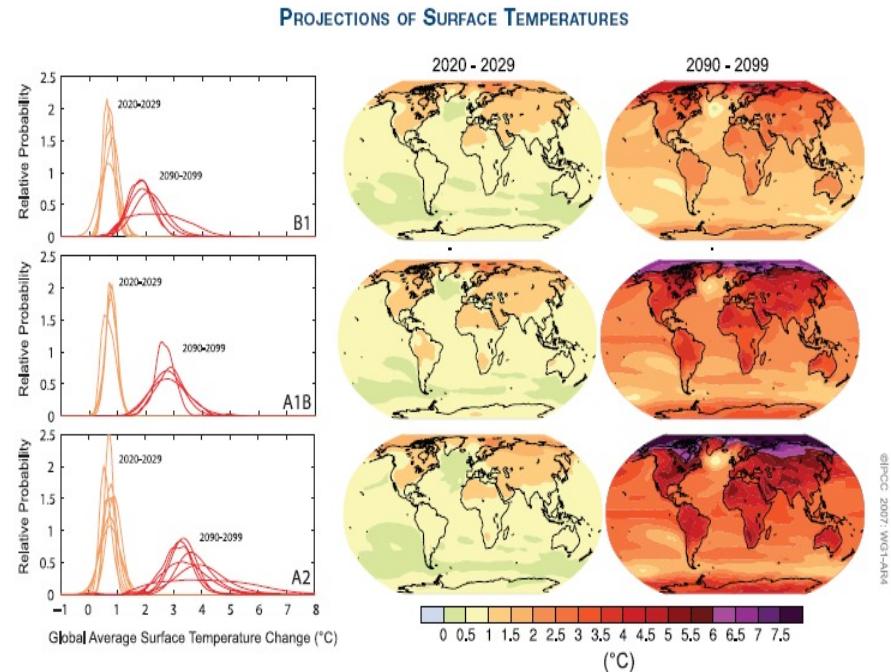 PROJECTIONS OF SURFACE TEMPERATURES
2020 - 2029
2090 - 2099
Relative Probability
2.5
2
1.5
1
0.5
0
2020-2029
2090-2099
B1
Relative Probability
2.5
2
1.5
1
0.5
0
2020-2029
2090-2099
A1B
Relative Probability
2.5
2
1.5
1
0.5
0
2020-2029
2090-2099
A2
−1 0 1 2 3 4 5 6 7 8
Global Average Surface Temperature Change (°C)
0 0.5 1 1.5 2 2.5 3 3.5 4 4.5 5 5.5 6 6.5 7 7.5
(°C)
©IPCC 2007: WG1-AR4